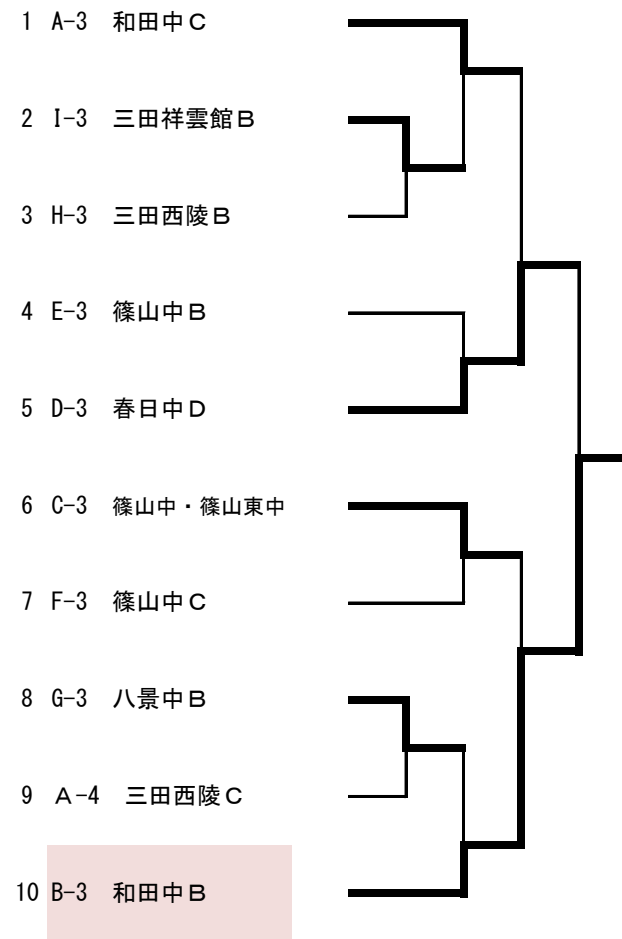 1 A-3 和田中C
2 I-3 三田祥雲館B
3 H-3 三田西陵B
4 E-3 篠山中B
5 D-3 春日中D
6 C-3 篠山中・篠山東中
7 F-3 篠山中C
8 G-3 八景中B
9 A-4 三田西陵C
10 B-3 和田中B